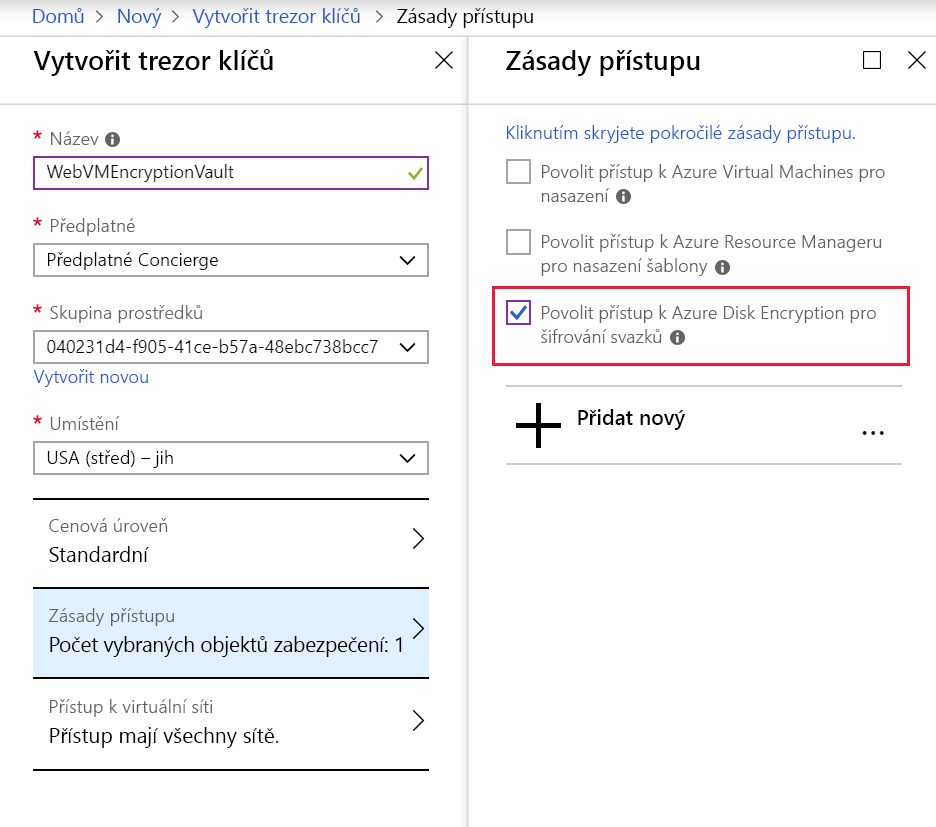 Domů > Nový > Vytvořit trezor klíčů > Zásady přístupu
Vytvořit trezor klíčů
* Název
WebVMEncryptionVault
* Předplatné
Předplatné Concierge
* Skupina prostředků
040231d4-f905-41ce-b57a-48ebc738bcc7
Vytvořit novou
* Umístění
USA (střed) – jih
Cenová úroveň
Standardní
Zásady přístupu
Počet vybraných objektů zabezpečení: 1
Přístup k virtuální síti
Přístup mají všechny sítě.
Zásady přístupu
Kliknutím skryjete pokročilé zásady přístupu.
Povolit přístup k Azure Virtual Machines pro
nasazení
Povolit přístup k Azure Resource Manageru
pro nasazení šablony
Povolit přístup k Azure Disk Encryption pro
šifrování svazků
Přidat nový
...